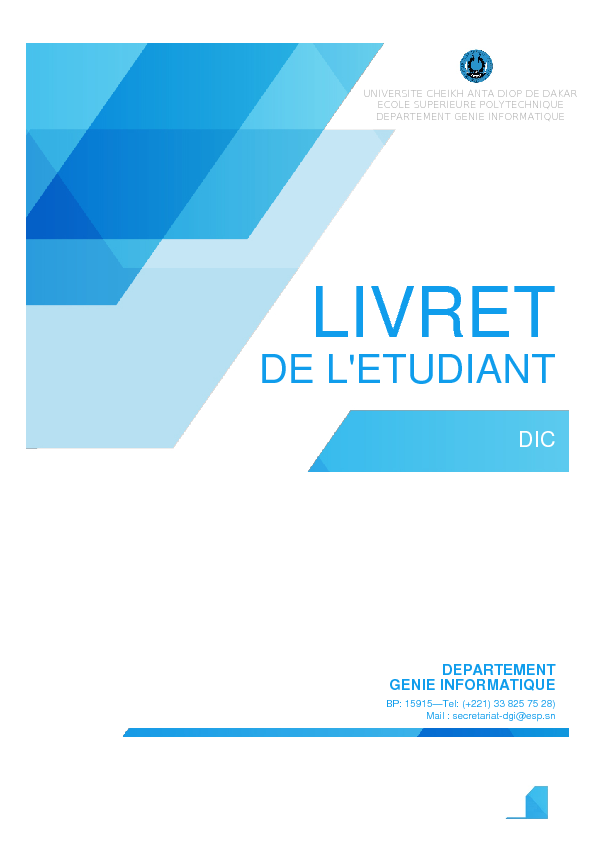 UNIVERSITE CHEIKH ANTA DIOP DE DAKAR
ECOLE SUPERIEURE POLYTECHNIQUE
DEPARTEMENT GENIE INFORMATIQUE
LIVRET
DE L'ETUDIANT
DIC
DEPARTEMENT
GENIE INFORMATIQUE
BP: 15915—Tel: (+221) 33 825 75 28)
Mail : secretariat-dgi@esp.sn